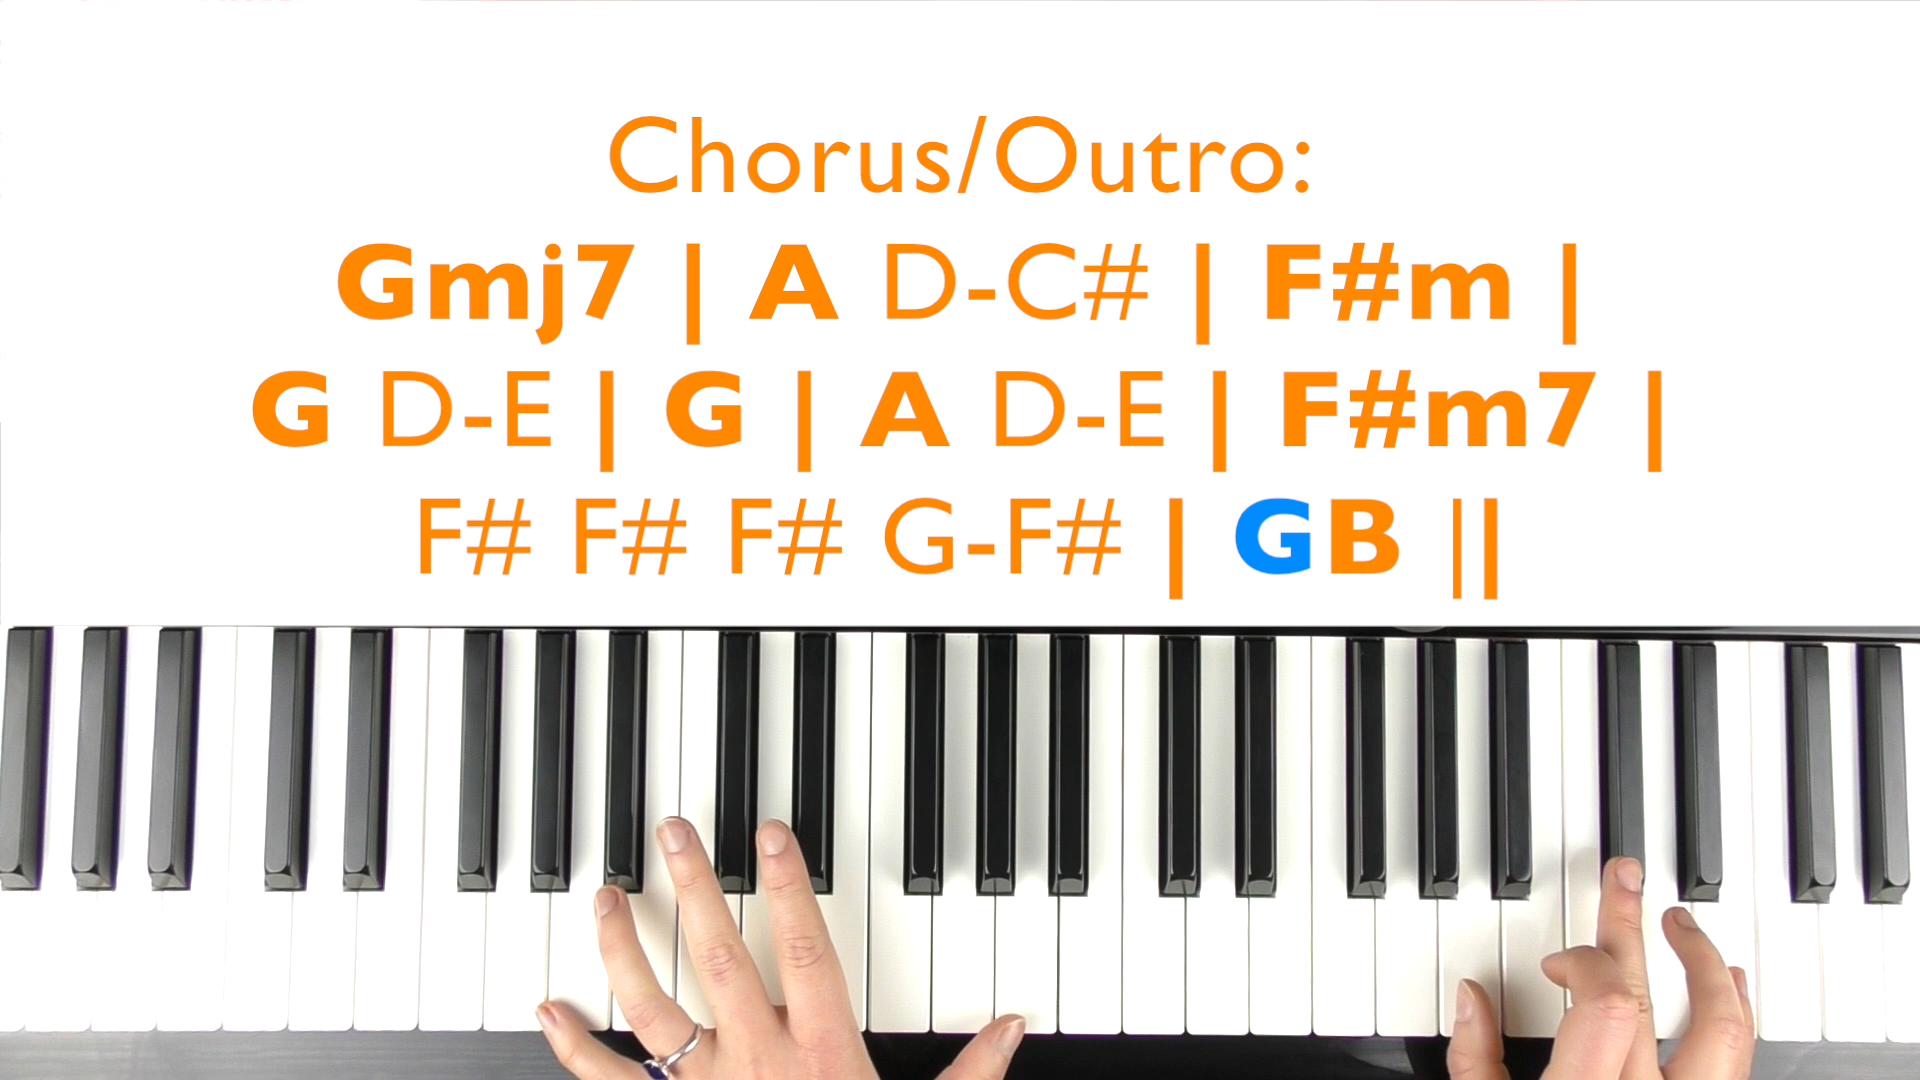 Chorus/Outro:
Gmj7 | A D-C# | F#m |
G D-E | G | A D-E | F#m7 |
F# F# F# G-F# | GB ||